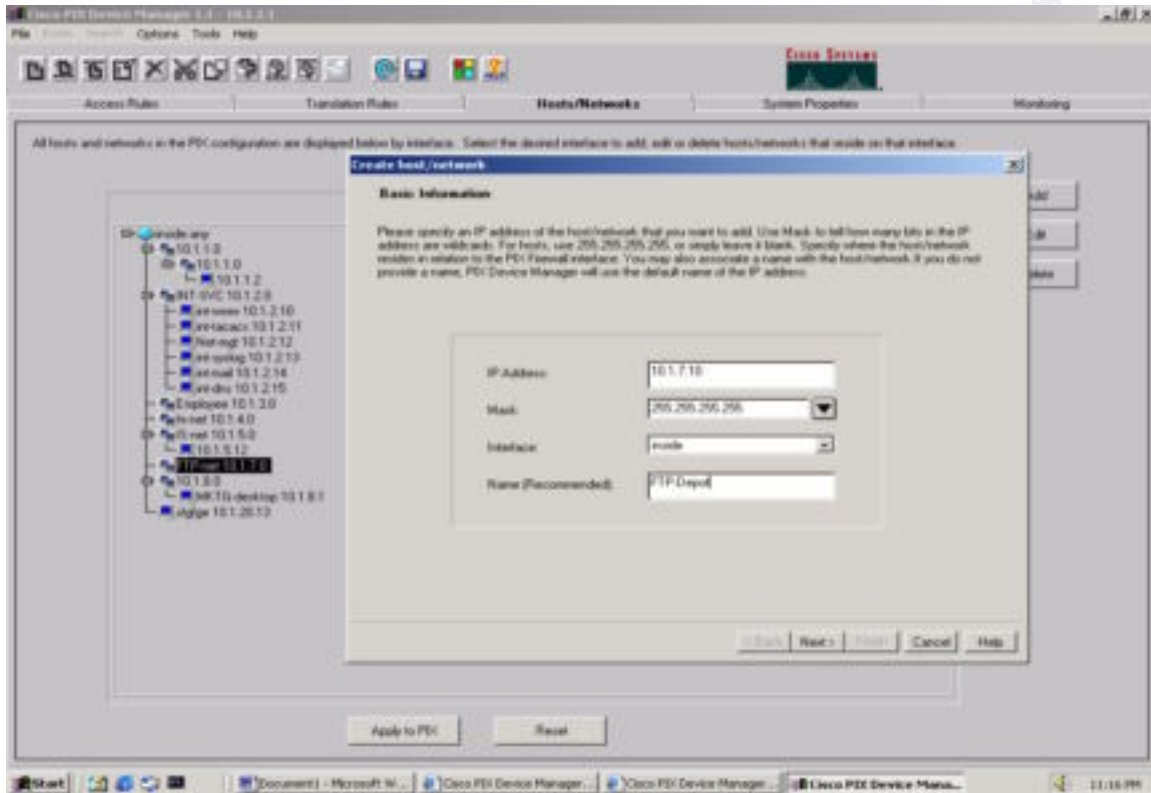 Cisco PIX Device Manager 1.1 - 10.1.2.1
File Search Options Tools Help
CISCO SYSTEMS
Access Rules Translation Rules Hosts/Networks System Properties Monitoring
All hosts and networks in the PIX configuration are displayed below by interface. Select the desired interface to add, edit or delete hosts/networks that reside on that interface.
Create host/network
Basic Information
Please specify an IP address of the host/network that you want to add. Use Mask to tell how many bits in the IP
address are wildcards. For hosts, use 255.255.255.255, or simply leave it blank. Specify where the host/network
resides in relation to the PIX Firewall interface. You may also associate a name with the host/network. If you do not
provide a name, PIX Device Manager will use the default name of the IP address.
IP Address: 10.1.7.10
Mask: 255.255.255.255
Interface: inside
Name (Recommended): FTP-Depot
< Back Next > Finish Cancel Help
inside:any
10.1.1.0
10.1.1.0
10.1.1.2
INT-SVC 10.1.2.0
int-www 10.1.2.10
int-tacacs 10.1.2.11
Net-mgt 10.1.2.12
int-syslog 10.1.2.13
int-mail 10.1.2.14
int-dns 10.1.2.15
Employee 10.1.3.0
10.1.4.0
IS-net 10.1.5.0
10.1.5.12
FTP-net 10.1.7.0
10.1.8.0
MKTG-desktop 10.1.8.1
10.1.20.13
Apply to PIX Reset
Start Document1 - Microsoft W... Cisco PIX Device Manager... Cisco PIX Device Manager ... Cisco PIX Device Mana... 11:16 PM